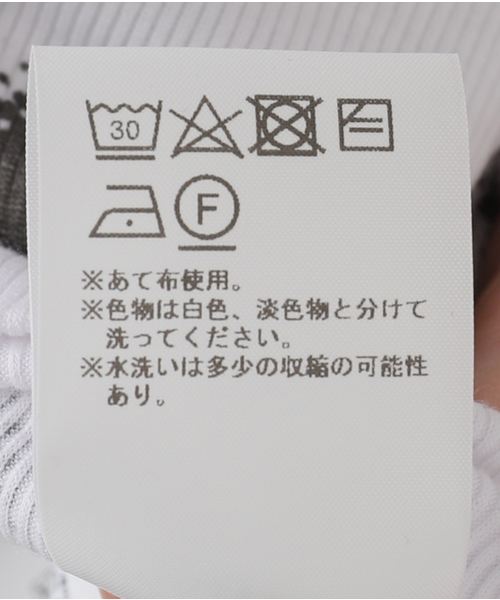 30
F
※あて布使用。
※色物は白色、淡色物と分けて
洗ってください。
※水洗いは多少の収縮の可能性
あり。